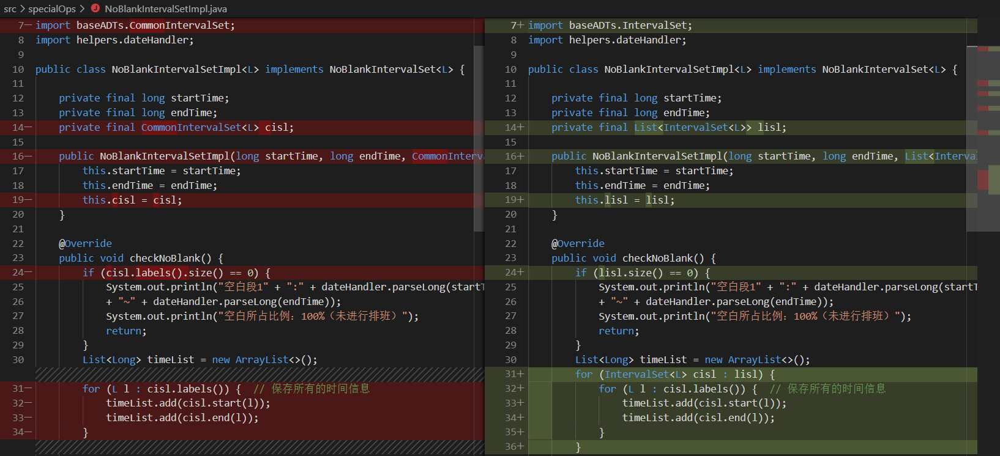 src > specialOps > J NoBlankIntervalSetImpl.java
7— import baseADTs.CommonIntervalSet;
8 import helpers.dateHandler;
9
10 public class NoBlankIntervalSetImpl<L> implements NoBlankIntervalSet<L> {
11
12 private final long startTime;
13 private final long endTime;
14— private final CommonIntervalSet<L> cisl;
15
16— public NoBlankIntervalSetImpl(long startTime, long endTime, CommonInterv
17 this.startTime = startTime;
18 this.endTime = endTime;
19— this.cisl = cisl;
20 }
21
22 @Override
23 public void checkNoBlank() {
24— if (cisl.labels().size() == 0) {
25 System.out.println("空白段1" + ":" + dateHandler.parseLong(startT
26 + "~" + dateHandler.parseLong(endTime));
27 System.out.println("空白所占比例：100%（未进行排班）");
28 return;
29 }
30 List<Long> timeList = new ArrayList<>();
31— for (L l : cisl.labels()) { // 保存所有的时间信息
32— timeList.add(cisl.start(l));
33— timeList.add(cisl.end(l));
34— }
7+ import baseADTs.IntervalSet;
8 import helpers.dateHandler;
9
10 public class NoBlankIntervalSetImpl<L> implements NoBlankIntervalSet<L> {
11
12 private final long startTime;
13 private final long endTime;
14+ private final List<IntervalSet<L>> lisl;
15
16+ public NoBlankIntervalSetImpl(long startTime, long endTime, List<Interval
17 this.startTime = startTime;
18 this.endTime = endTime;
19+ this.lisl = lisl;
20 }
21
22 @Override
23 public void checkNoBlank() {
24+ if (lisl.size() == 0) {
25 System.out.println("空白段1" + ":" + dateHandler.parseLong(startT
26 + "~" + dateHandler.parseLong(endTime));
27 System.out.println("空白所占比例：100%（未进行排班）");
28 return;
29 }
30 List<Long> timeList = new ArrayList<>();
31+ for (IntervalSet<L> cisl : lisl) {
32+ for (L l : cisl.labels()) { // 保存所有的时间信息
33+ timeList.add(cisl.start(l));
34+ timeList.add(cisl.end(l));
35+ }
36+ }